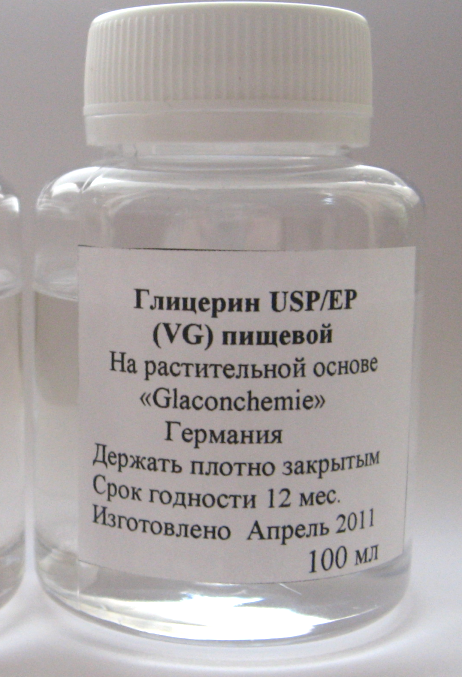 Глицерин USP/EP
(VG) пищевой
На растительной основе
«Glaconchemie»
Германия
Держать плотно закрытым
Срок годности 12 мес.
Изготовлено Апрель 2011
100 мл